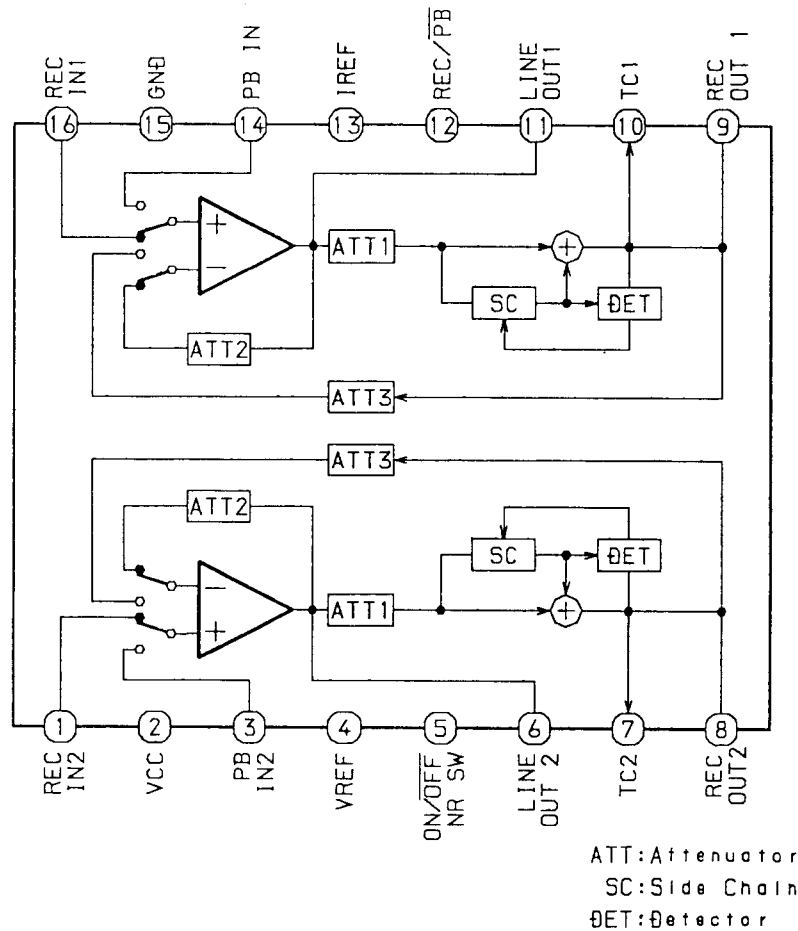 REC IN1
GND
PB IN
IREF
REC/PB
LINE OUT1
TC1
REC OUT 1
16
15
14
13
12
11
10
9
+
−
ATT1
+
SC
DET
ATT2
ATT3
ATT3
ATT2
SC
DET
−
+
ATT1
+
1
2
3
4
5
6
7
8
REC IN2
VCC
PB IN2
VREF
ON/OFF NR SW
LINE OUT 2
TC2
REC OUT2
ATT:Attenuator
SC:Side Chain
DET:Detector